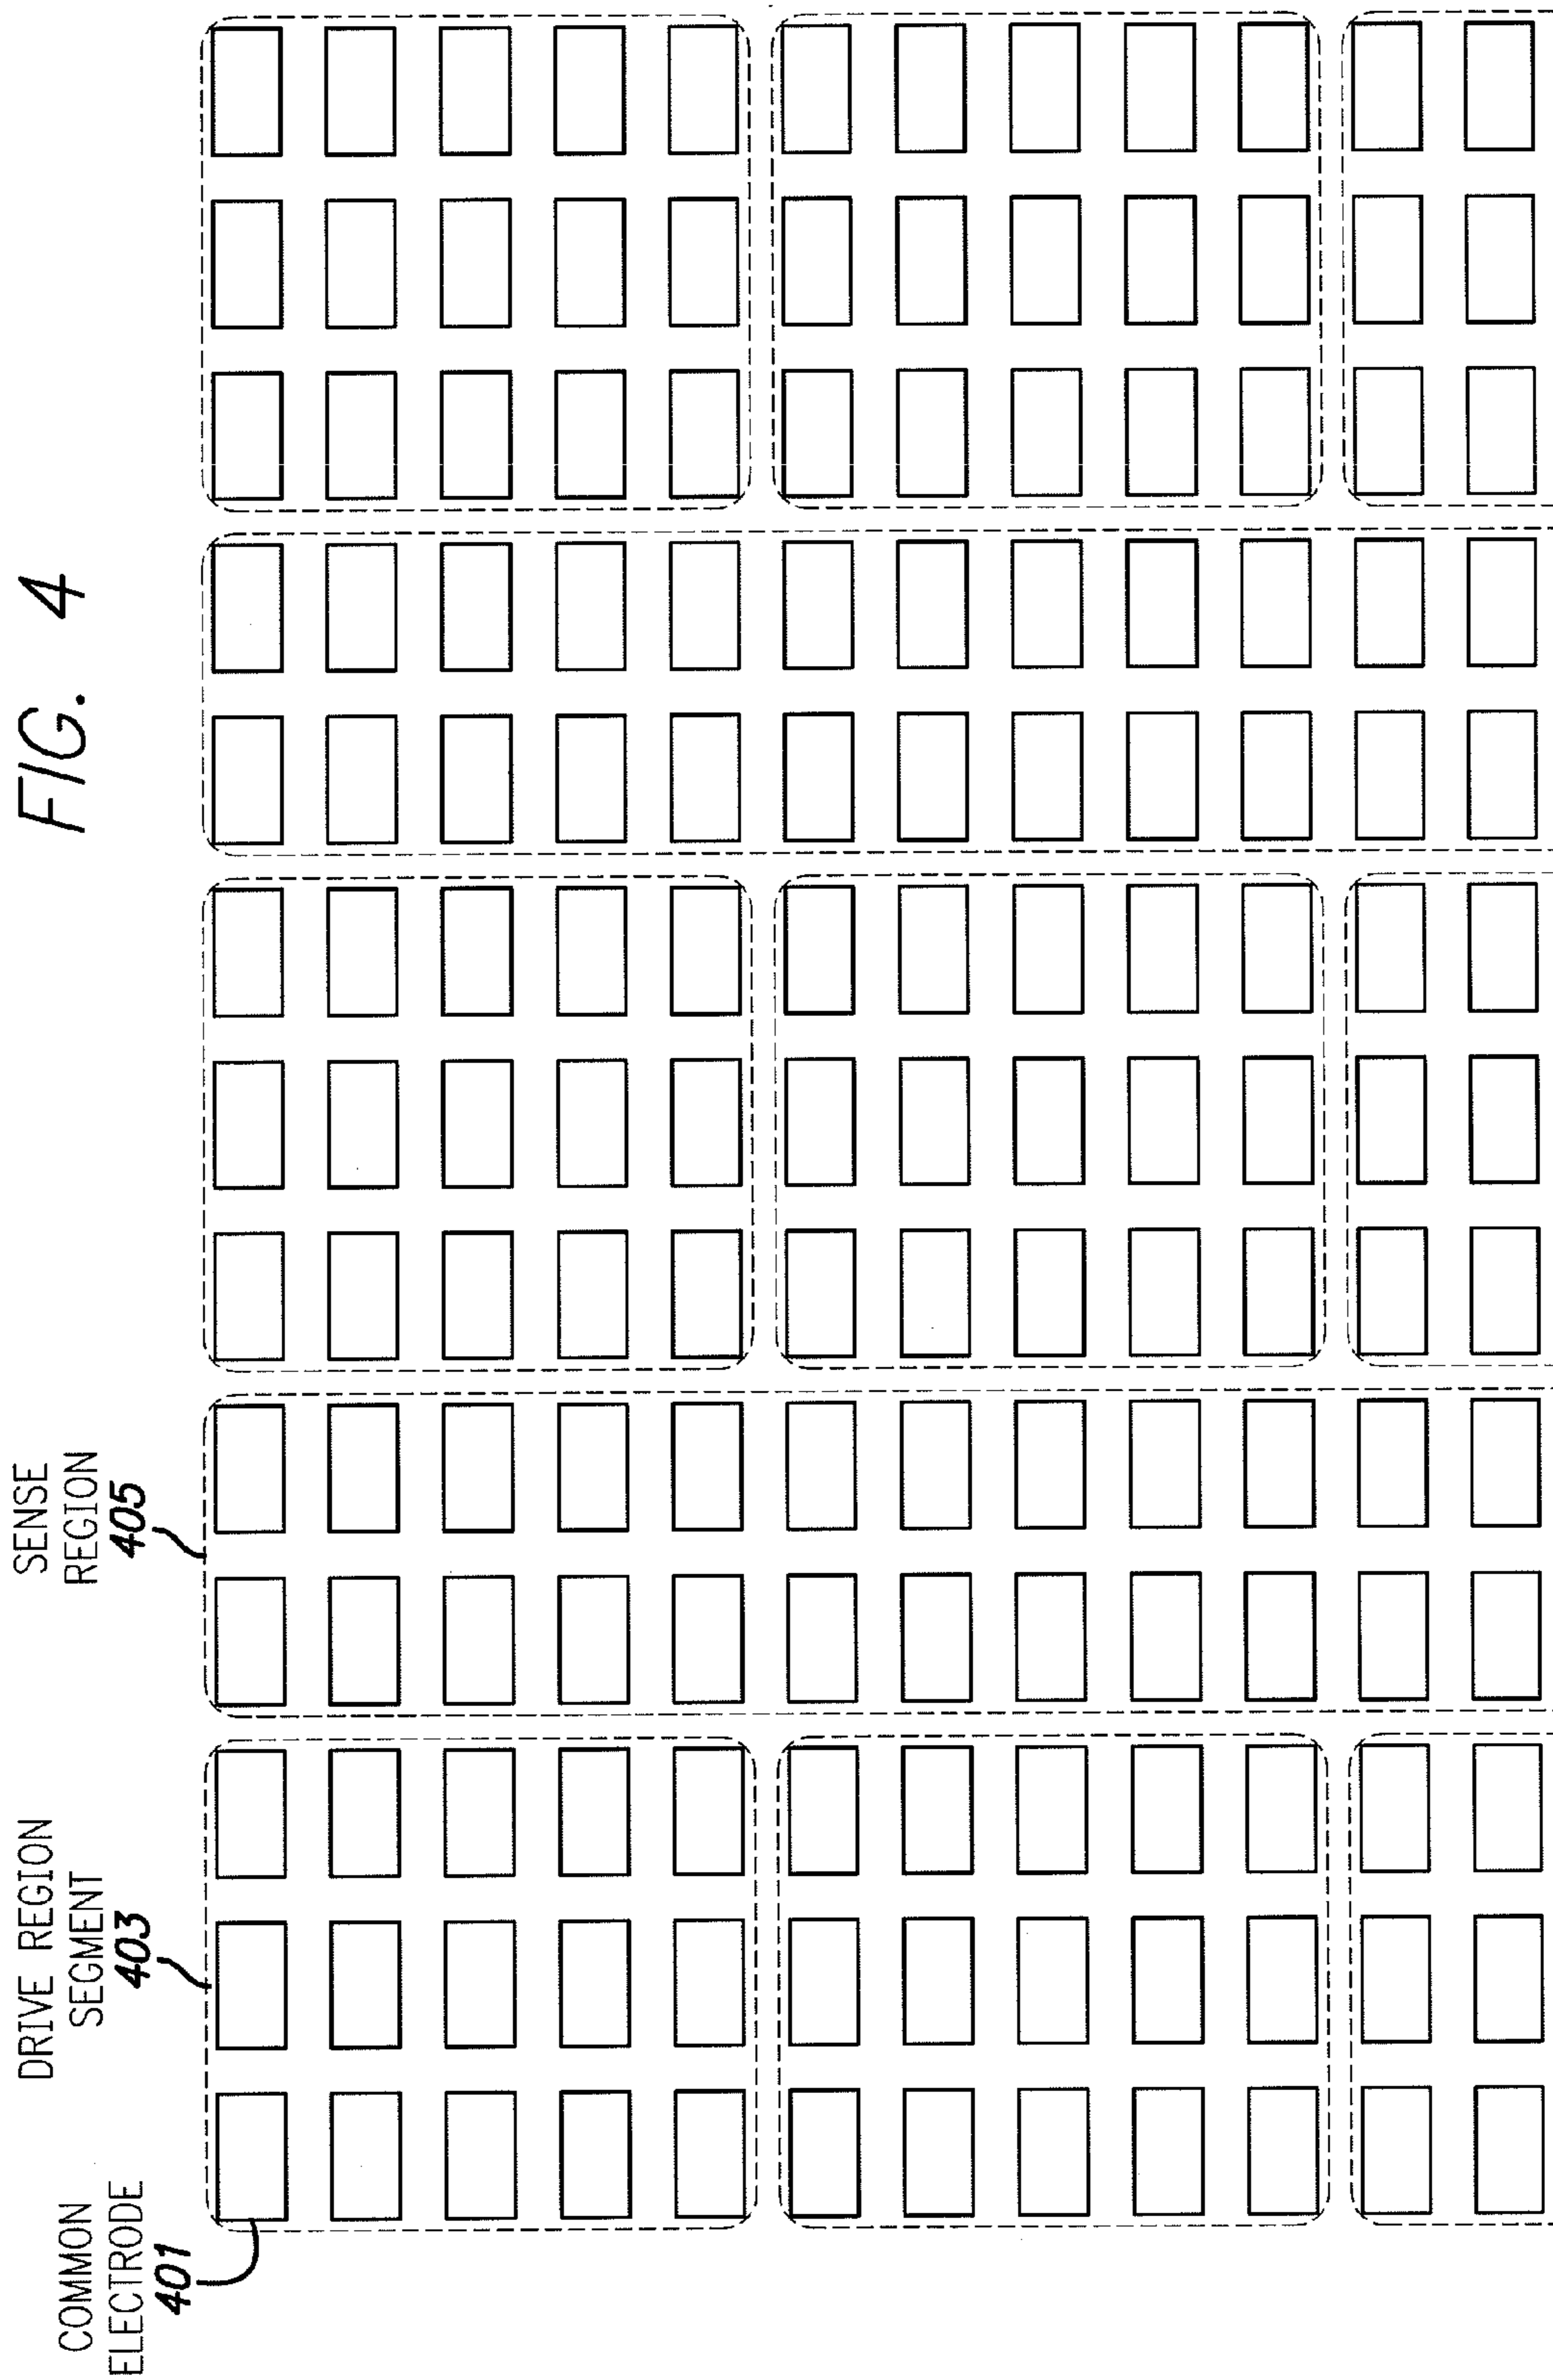 FIG. 4
COMMON
ELECTRODE
401
DRIVE REGION
SEGMENT
403
SENSE
REGION
405